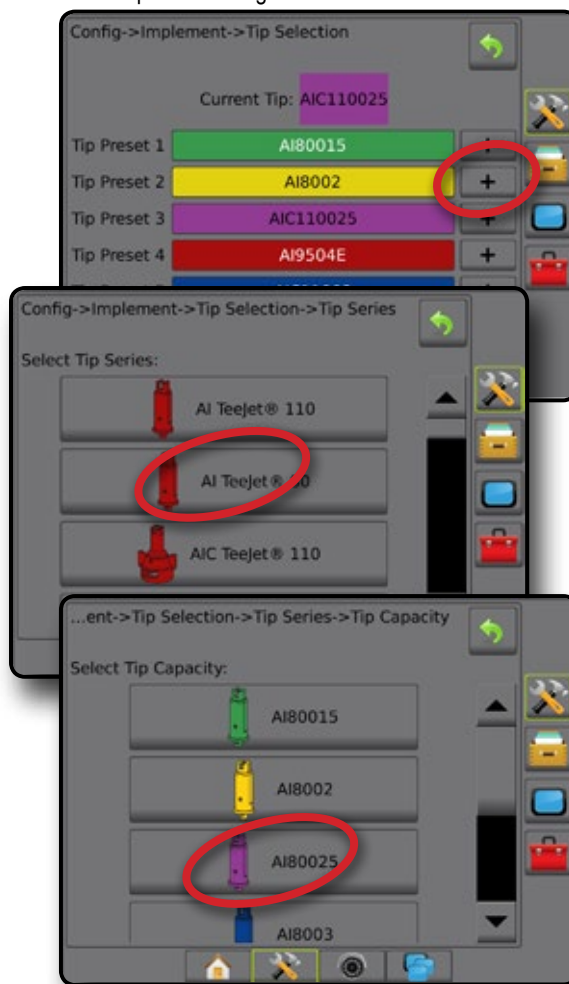 Config->Implement->Tip Selection
Current Tip: AIC110025
Tip Preset 1 AI80015 +
Tip Preset 2 AI8002 +
Tip Preset 3 AIC110025 +
Tip Preset 4 AI9504E +
Config->Implement->Tip Selection->Tip Series
Select Tip Series:
AI TeeJet® 110
AI TeeJet® 80
AIC TeeJet® 110
...ent->Tip Selection->Tip Series->Tip Capacity
Select Tip Capacity:
AI80015
AI8002
AI80025
AI8003